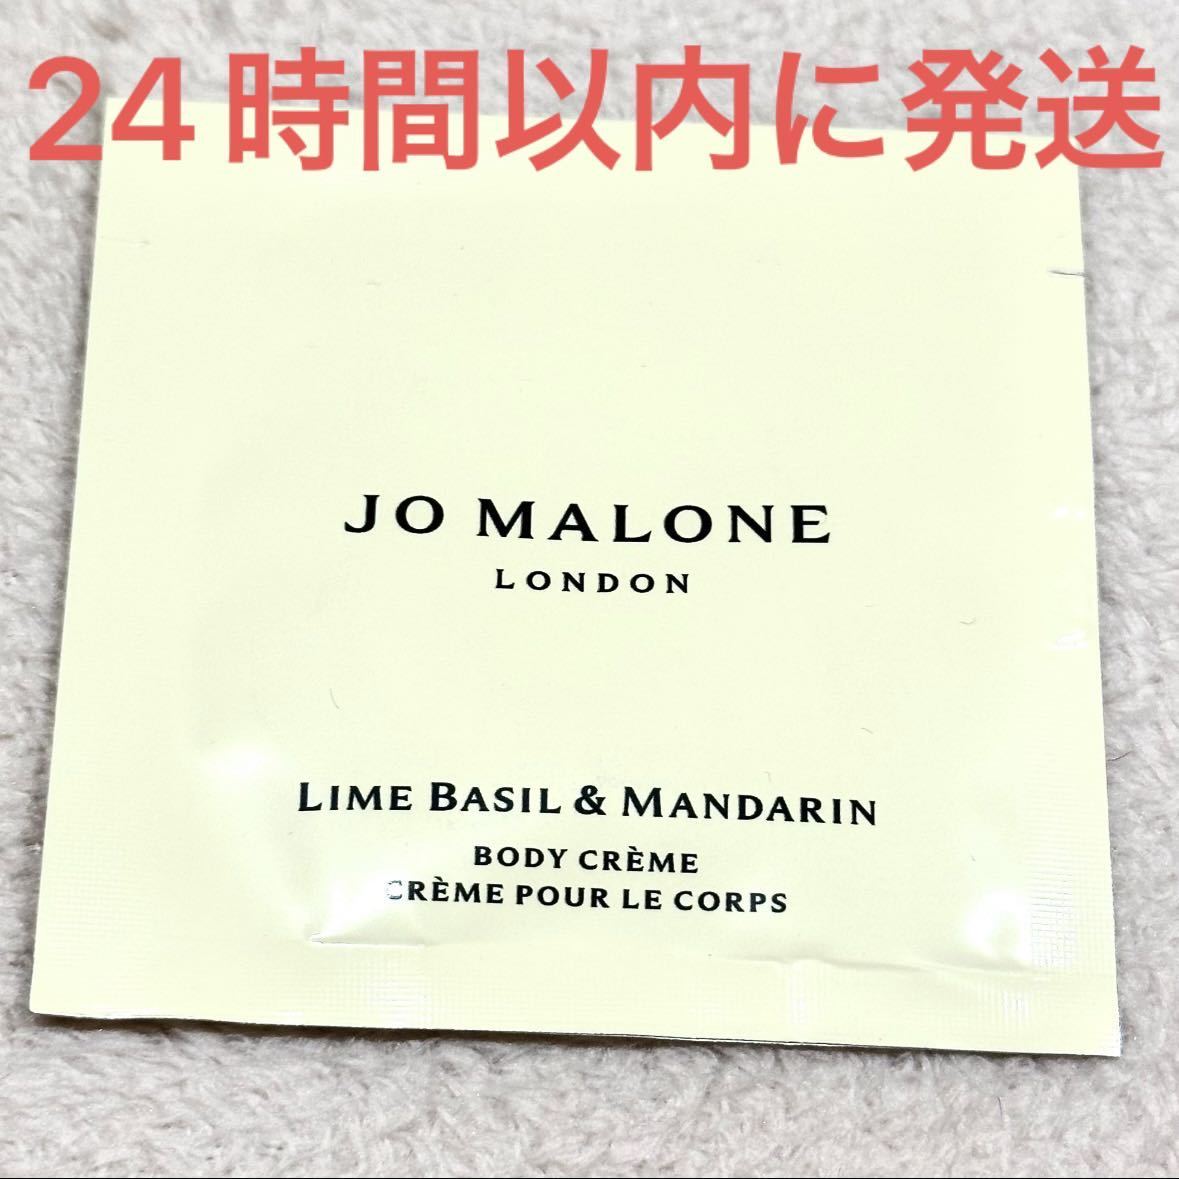 24時間以内に発送
JO MALONE
LONDON
LIME BASIL & MANDARIN
BODY CRÈME
CRÈME POUR LE CORPS